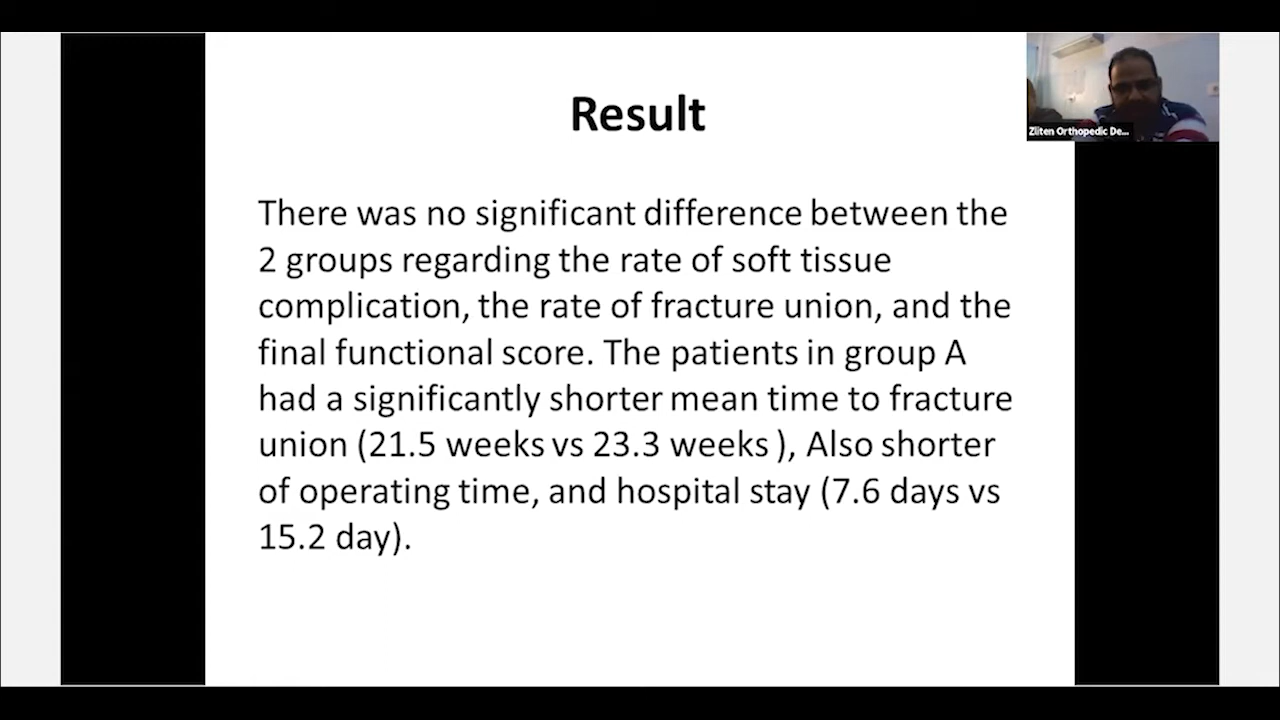 Result
Zliten Orthopedic De...
There was no significant difference between the
2 groups regarding the rate of soft tissue
complication, the rate of fracture union, and the
final functional score. The patients in group A
had a significantly shorter mean time to fracture
union (21.5 weeks vs 23.3 weeks ), Also shorter
of operating time, and hospital stay (7.6 days vs
15.2 day).